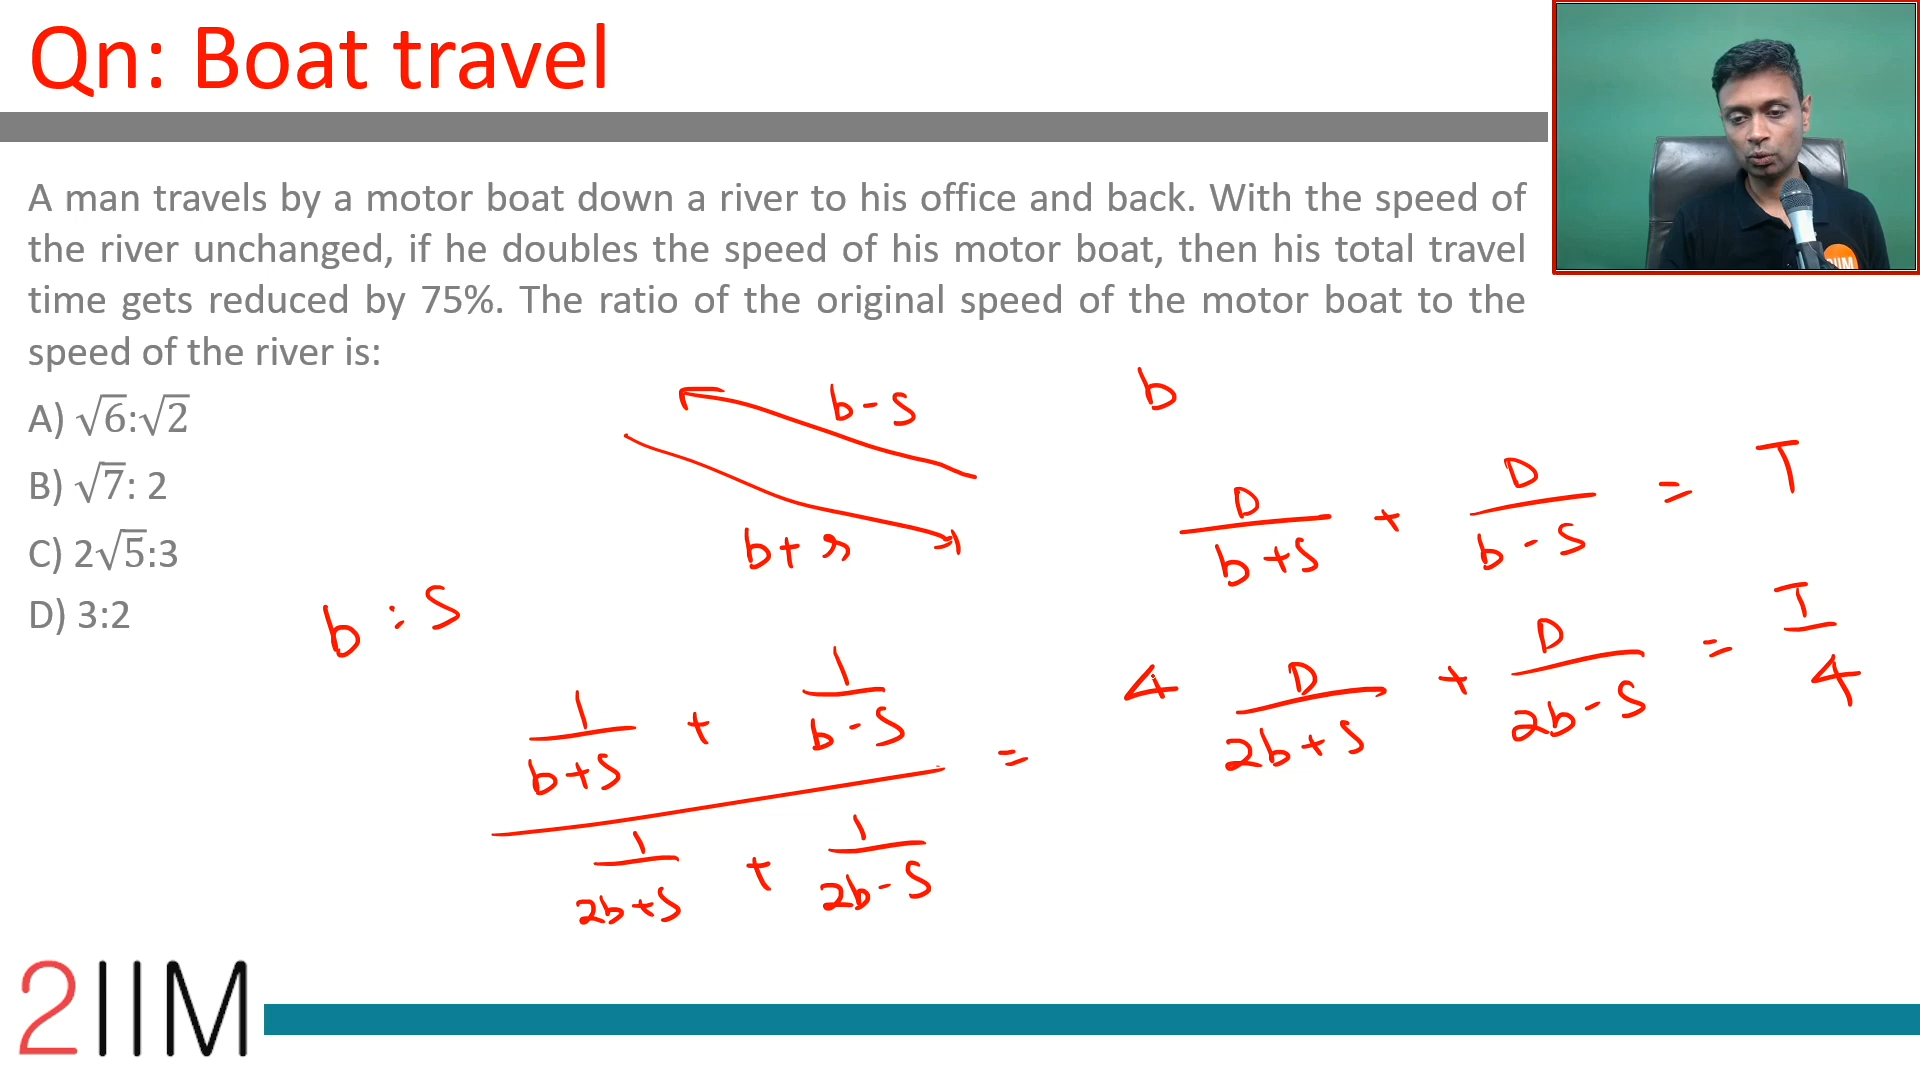 Qn: Boat travel
A man travels by a motor boat down a river to his office and back. With the speed of
the river unchanged, if he doubles the speed of his motor boat, then his total travel
time gets reduced by 75%. The ratio of the original speed of the motor boat to the
speed of the river is:
A) √6:√2
B) √7: 2
C) 2√5:3
D) 3:2
b - s
b + s
b
b : s
D/(b+s) + D/(b-s) = T
4 D/(2b+s) + D/(2b-s) = T/4
(1/(b+s) + 1/(b-s)) / (1/(2b+s) + 1/(2b-s)) =
2IIM